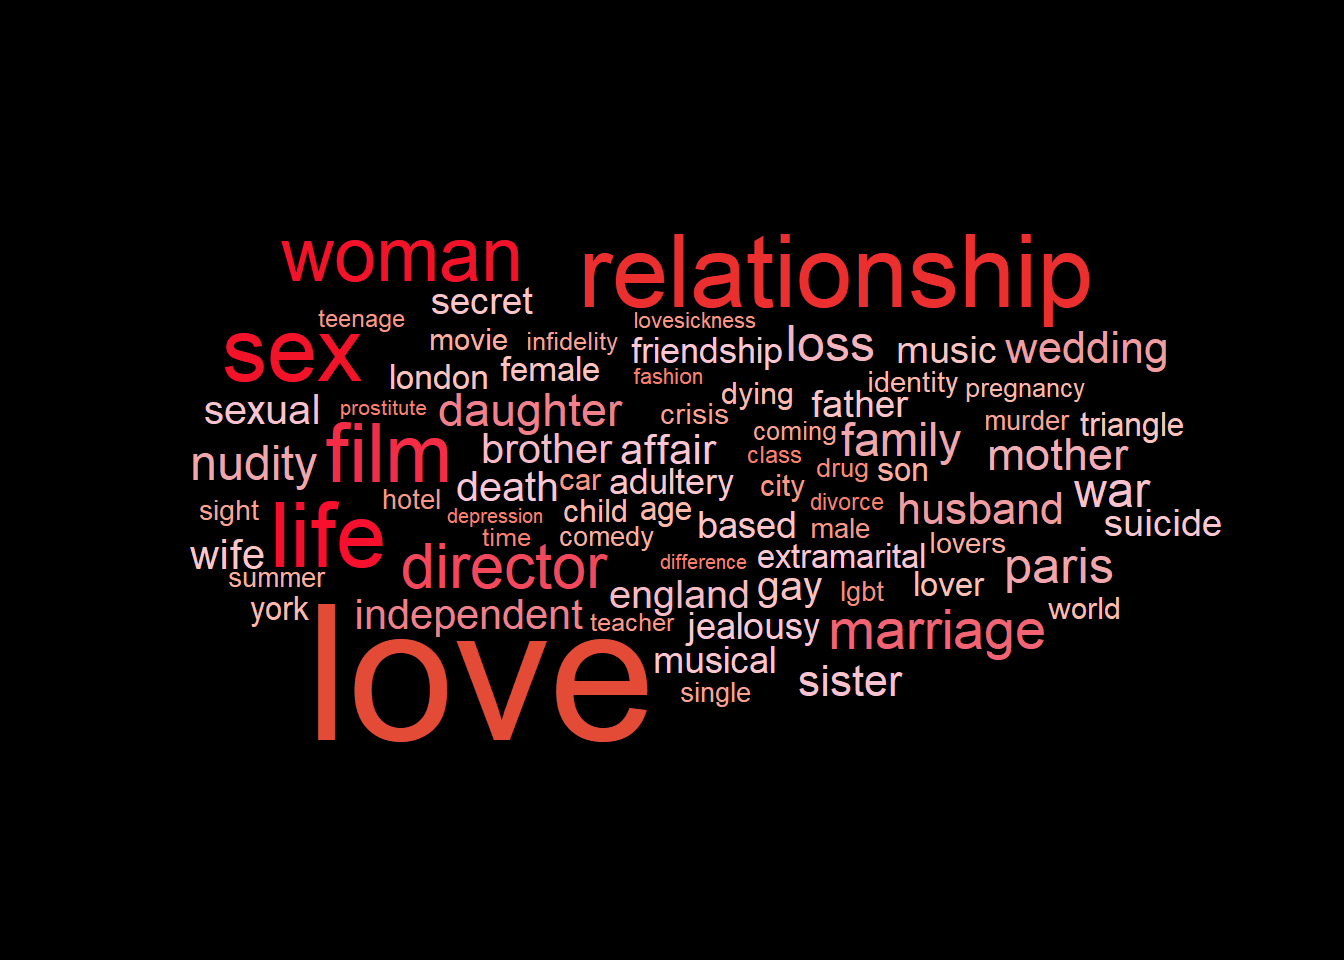 woman relationship
secret
teenage lovesickness
sex movie infidelity friendship loss music wedding
london female fashion
sexual prostitute daughter crisis dying father identity pregnancy
film brother affair coming family murder triangle
nudity death car adultery class drug son mother
hotel city war
sight life depression child age based divorce husband suicide
wife time comedy male lovers
summer director difference extramarital paris
york england gay lgbt lover world
independent teacher jealousy marriage
love musical sister
single